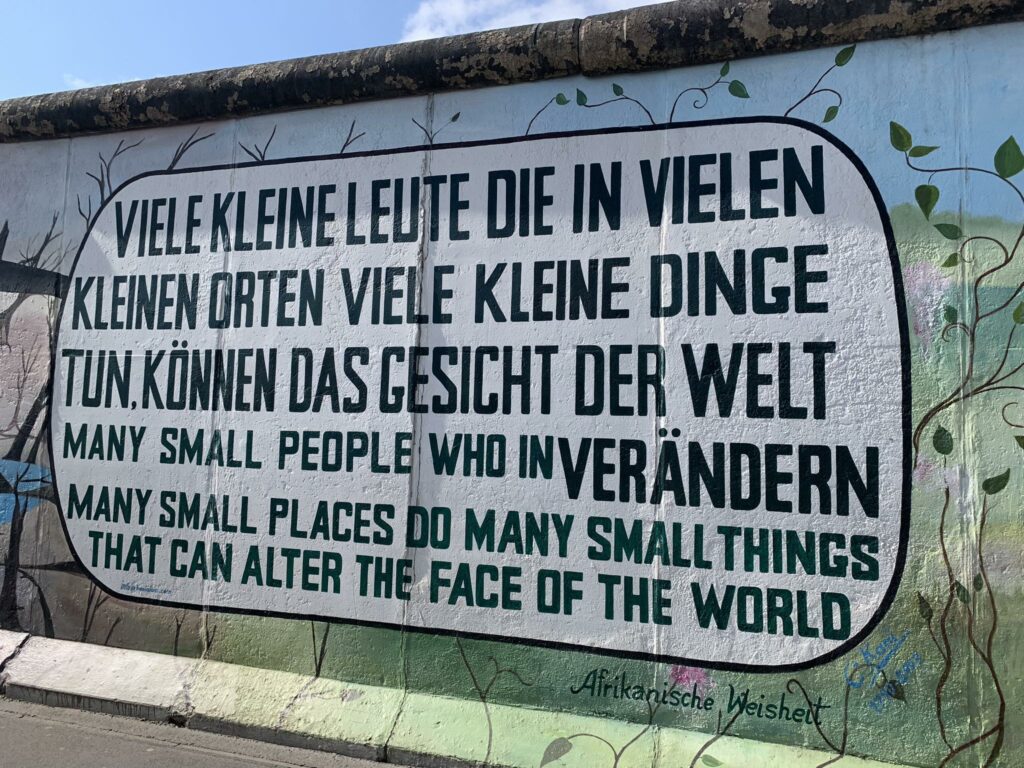 VIELE KLEINE LEUTE DIE IN VIELEN
KLEINEN ORTEN VIELE KLEINE DINGE
TUN, KÖNNEN DAS GESICHT DER WELT
MANY SMALL PEOPLE WHO IN VERÄNDERN
MANY SMALL PLACES DO MANY SMALL THINGS
THAT CAN ALTER THE FACE OF THE WORLD
Afrikanische Weisheit